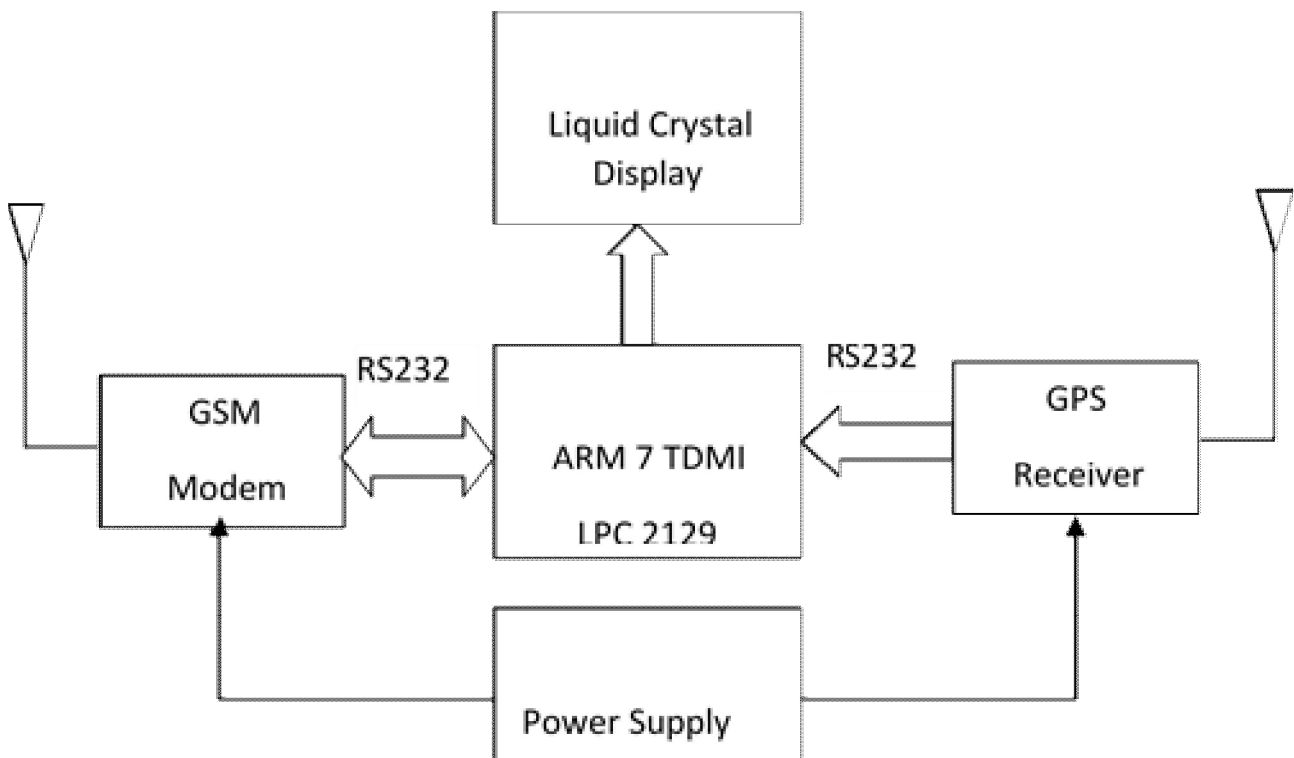 Liquid Crystal
Display
RS232
RS232
GSM
Modem
ARM 7 TDMI
LPC 2129
GPS
Receiver
Power Supply